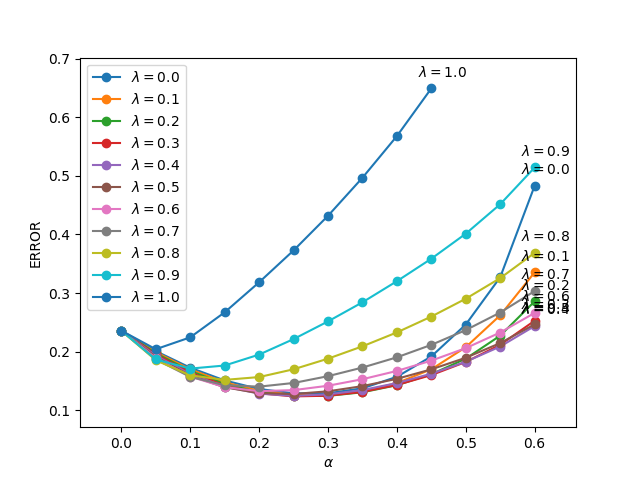 λ = 1.0
0.7
0.6
0.5
0.4
0.3
0.2
0.1
ERROR
λ = 0.0
λ = 0.1
λ = 0.2
λ = 0.3
λ = 0.4
λ = 0.5
λ = 0.6
λ = 0.7
λ = 0.8
λ = 0.9
λ = 1.0
λ = 0.9
λ = 0.0
λ = 0.8
λ = 0.1
λ = 0.7
λ = 0.2
λ = 0.6
0.0
0.1
0.2
0.3
0.4
0.5
0.6
α